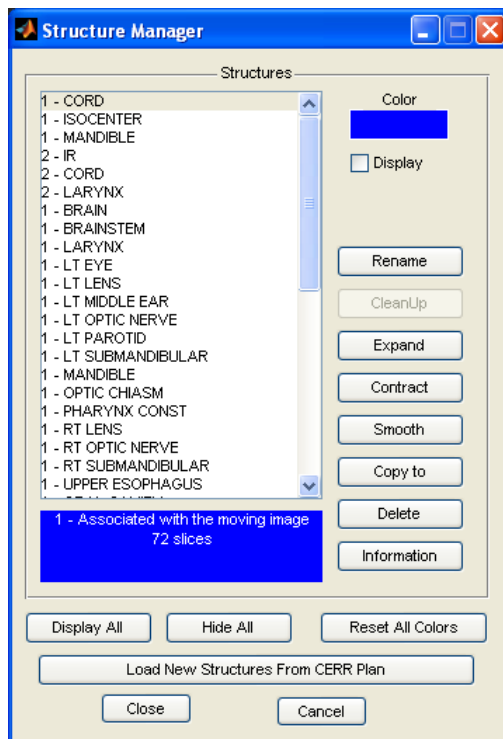 Structure Manager
Structures
1 - CORD
1 - ISOCENTER
1 - MANDIBLE
2 - IR
2 - CORD
2 - LARYNX
1 - BRAIN
1 - BRAINSTEM
1 - LARYNX
1 - LT EYE
1 - LT LENS
1 - LT MIDDLE EAR
1 - LT OPTIC NERVE
1 - LT PAROTID
1 - LT SUBMANDIBULAR
1 - MANDIBLE
1 - OPTIC CHIASM
1 - PHARYNX CONST
1 - RT LENS
1 - RT OPTIC NERVE
1 - RT SUBMANDIBULAR
1 - UPPER ESOPHAGUS
1 - Associated with the moving image
72 slices
Color
Display
Rename
CleanUp
Expand
Contract
Smooth
Copy to
Delete
Information
Display All
Hide All
Reset All Colors
Load New Structures From CERR Plan
Close
Cancel